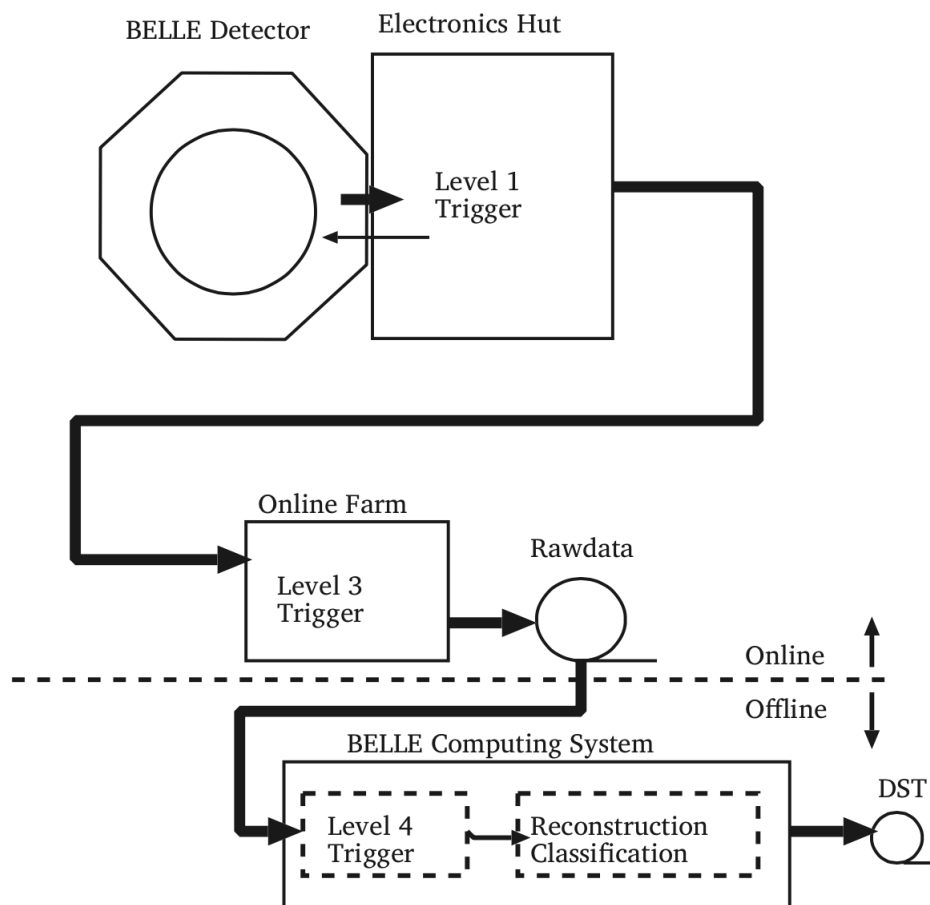 BELLE Detector
Electronics Hut
Level 1
Trigger
Online Farm
Level 3
Trigger
Rawdata
Online
Offline
BELLE Computing System
Level 4
Trigger
Reconstruction
Classification
DST